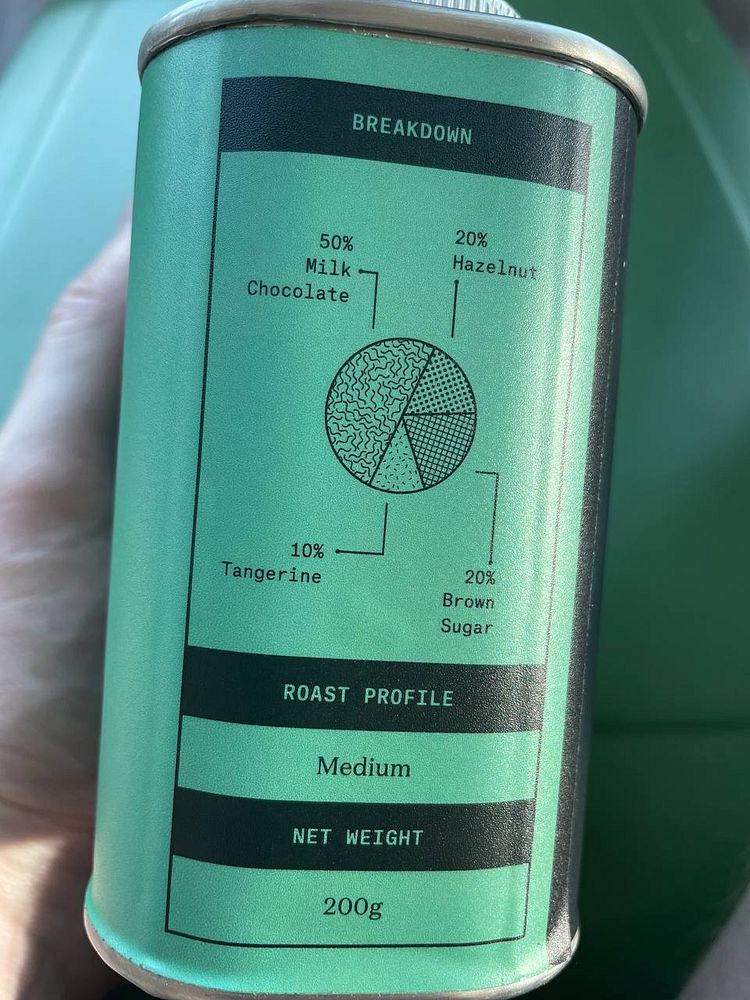 BREAKDOWN
50%
Milk
Chocolate
20%
Hazelnut
10%
Tangerine
20%
Brown
Sugar
ROAST PROFILE
Medium
NET WEIGHT
200g